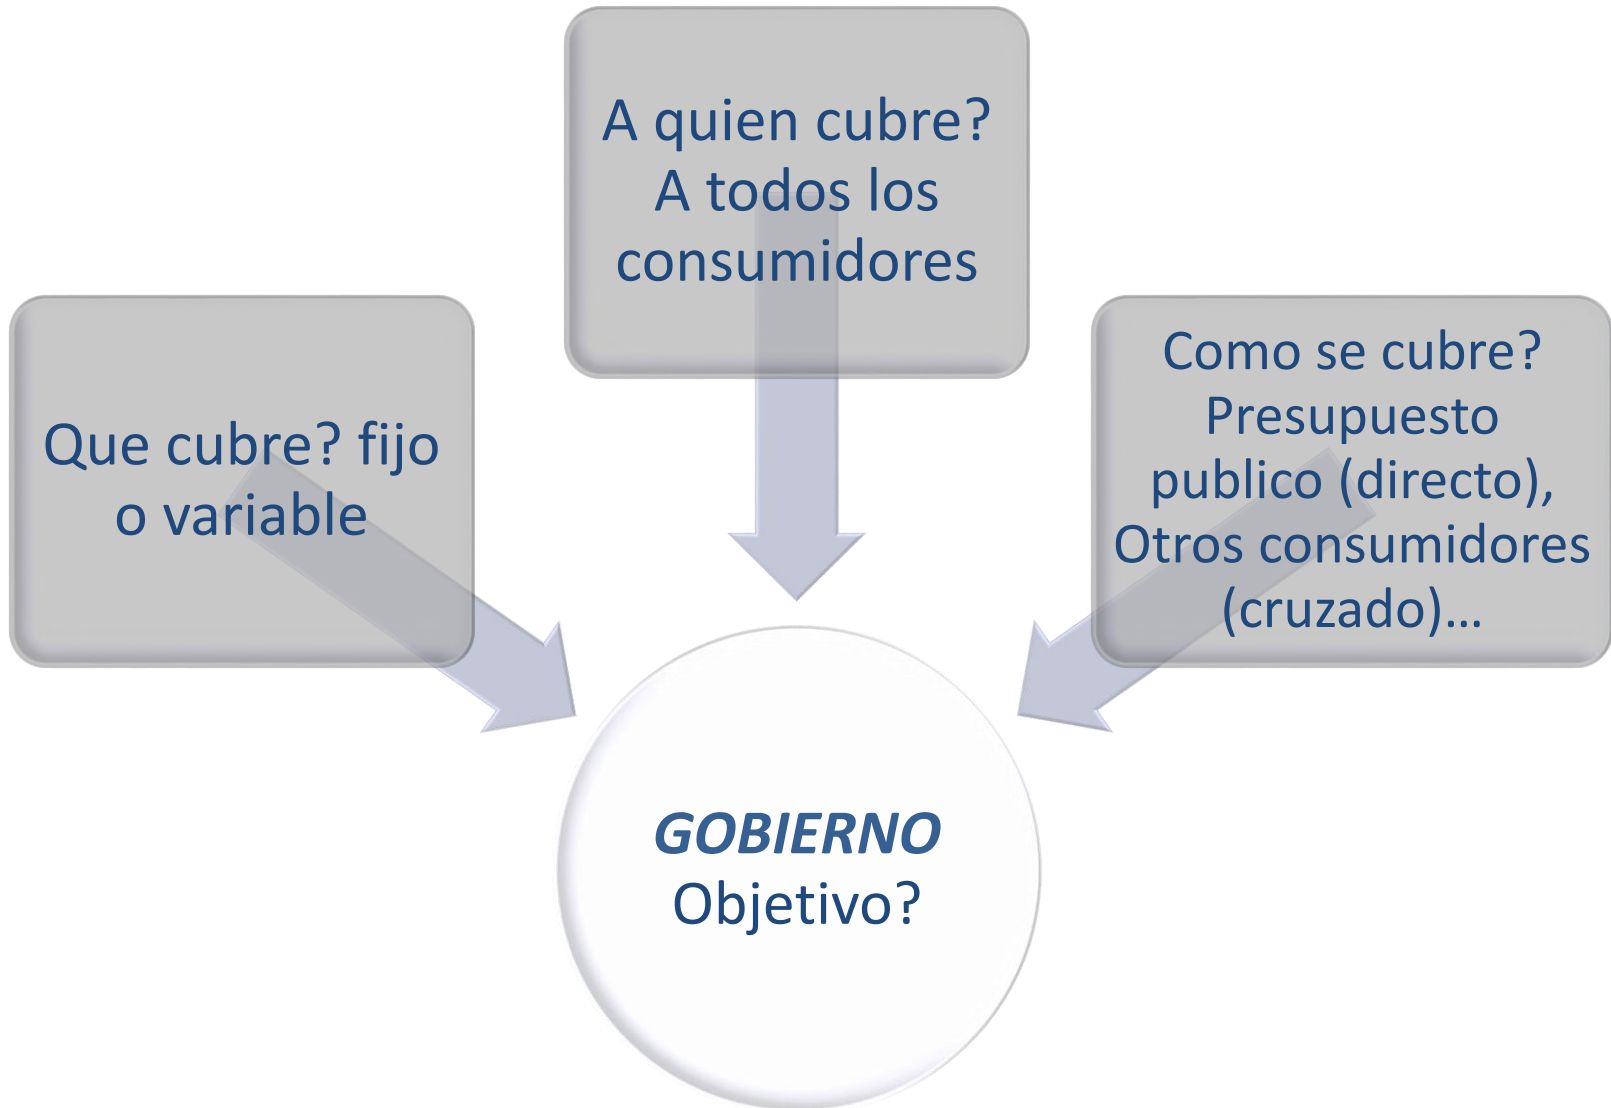 A quien cubre?
A todos los
consumidores
Que cubre? fijo
o variable
Como se cubre?
Presupuesto
publico (directo),
Otros consumidores
(cruzado)...
GOBIERNO
Objetivo?